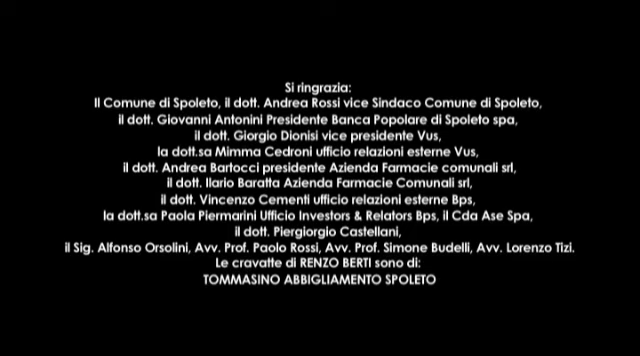 Si ringrazia:
Il Comune di Spoleto, il dott. Andrea Rossi vice Sindaco Comune di Spoleto,
il dott. Giovanni Antonini Presidente Banca Popolare di Spoleto spa,
il dott. Giorgio Dionisi vice presidente Vus,
la dott.sa Mimma Cedroni ufficio relazioni esterne Vus,
il dott. Andrea Bartocci presidente Azienda Farmacie comunali srl,
il dott. Ilario Baratta Azienda Farmacie Comunali srl,
il dott. Vincenzo Cementi ufficio relazioni esterne Bps,
la dott.sa Paola Piermarini Ufficio Investors & Relators Bps, il Cda Ase Spa,
il dott. Piergiorgio Castellani,
il Sig. Alfonso Orsolini, Avv. Prof. Paolo Rossi, Avv. Prof. Simone Budelli, Avv. Lorenzo Tizi.
Le cravatte di RENZO BERTI sono di:
TOMMASINO ABBIGLIAMENTO SPOLETO